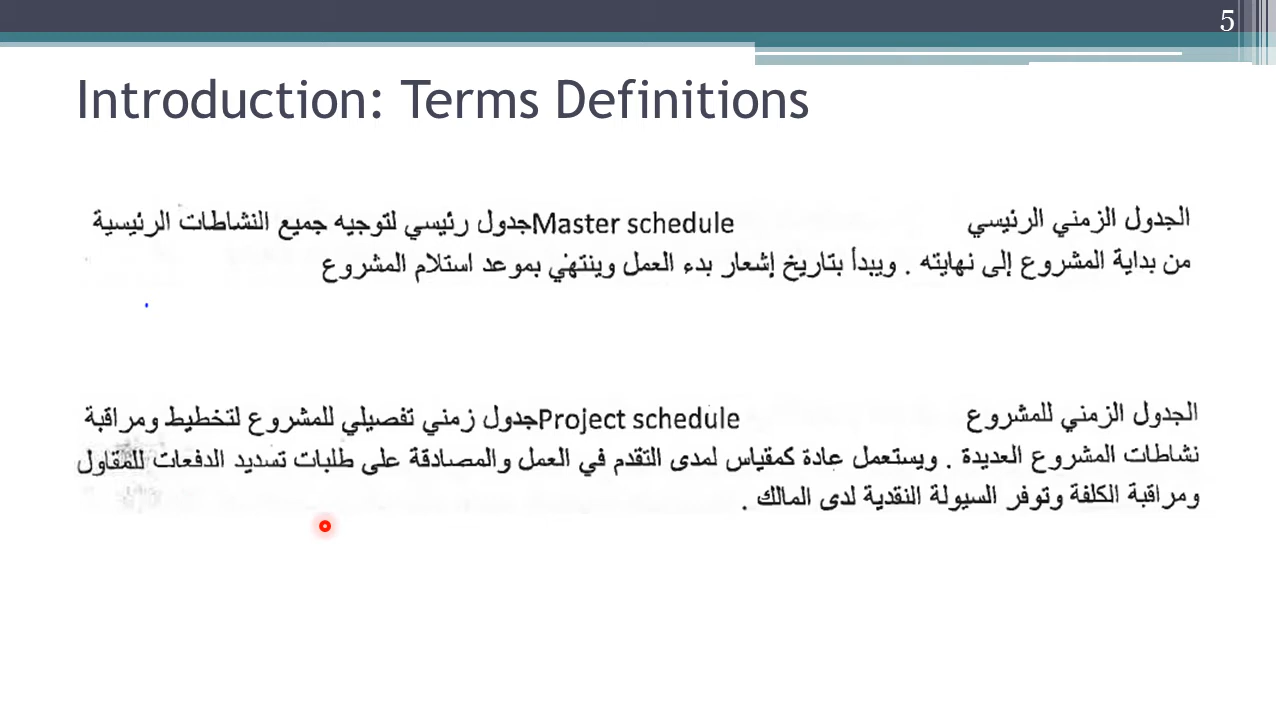 5
Introduction: Terms Definitions
الجدول الزمني الرئيسي Master schedule جدول رئيسي لتوجيه جميع النشاطات الرئيسية
من بداية المشروع إلى نهايته . ويبدأ بتاريخ إشعار بدء العمل وينتهي بموعد استلام المشروع
الجدول الزمني للمشروع Project schedule جدول زمني تفصيلي للمشروع لتخطيط ومراقبة
نشاطات المشروع العديدة . ويستعمل عادة كمقياس لمدى التقدم في العمل والمصادقة على طلبات تسديد الدفعات للمقاول
ومراقبة الكلفة وتوفر السيولة النقدية لدى المالك .